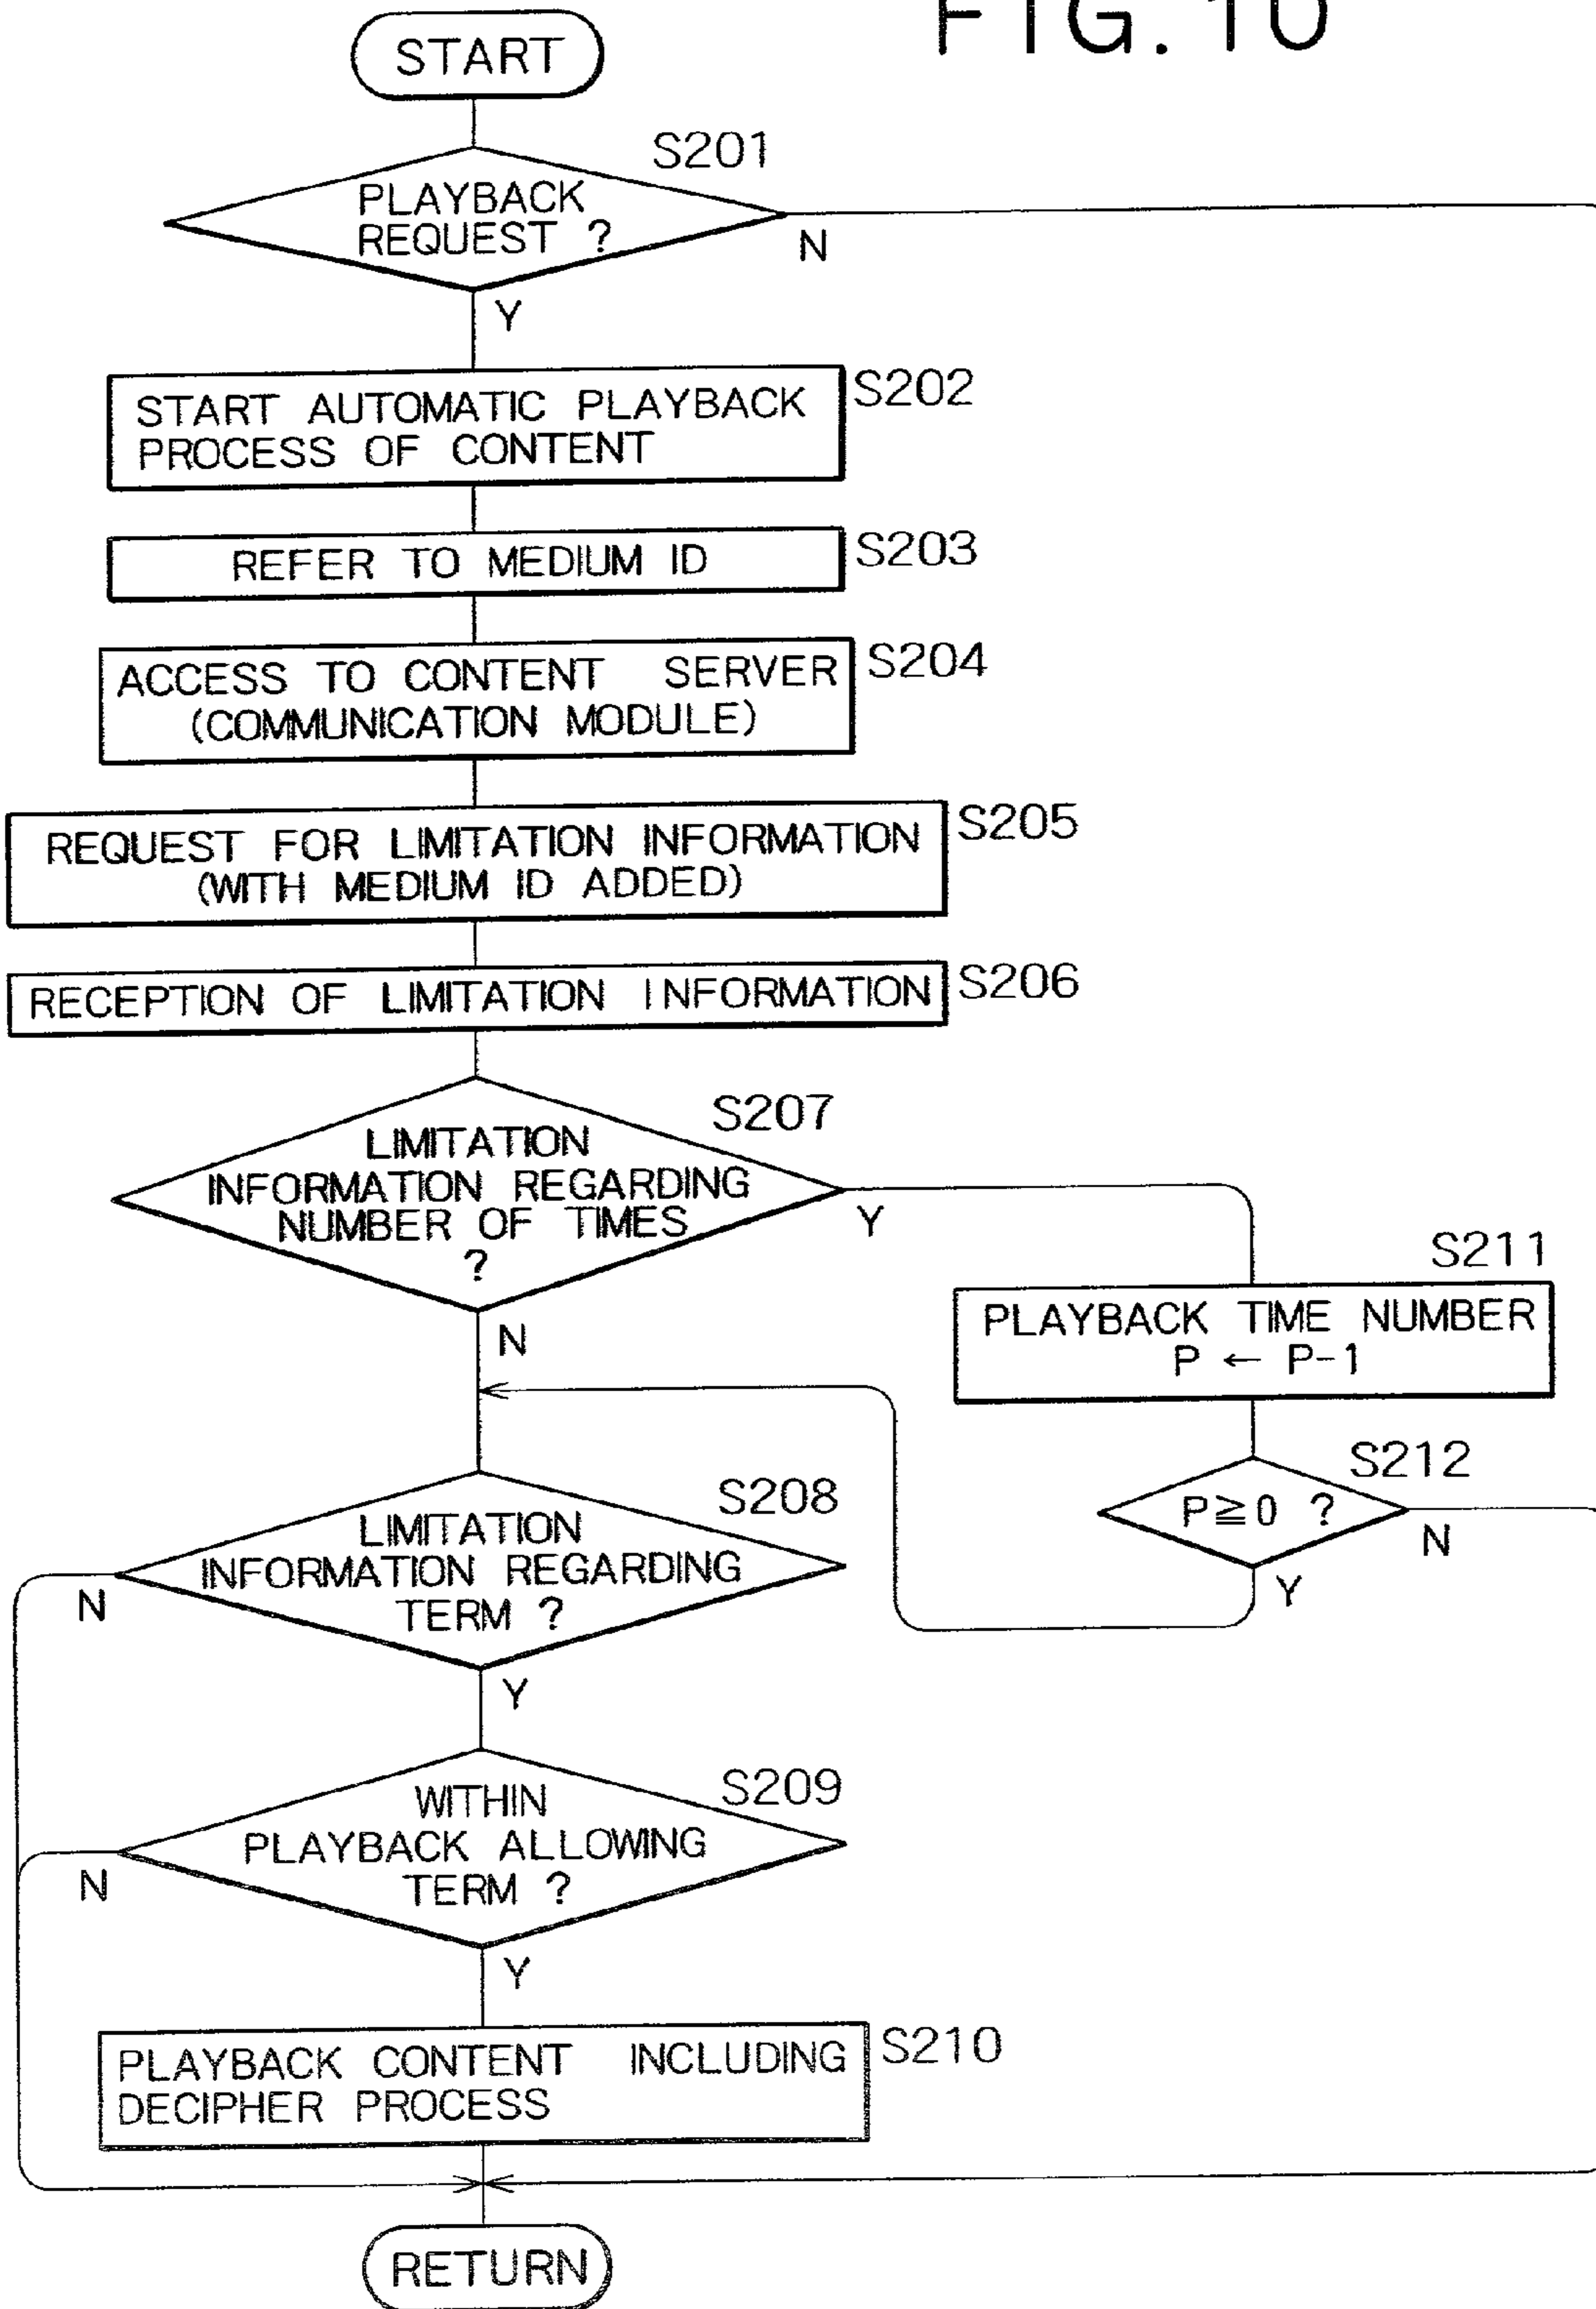 FIG. 10
START
S201
PLAYBACK
REQUEST ?
N
Y
S202
START AUTOMATIC PLAYBACK
PROCESS OF CONTENT
S203
REFER TO MEDIUM ID
S204
ACCESS TO CONTENT SERVER
(COMMUNICATION MODULE)
S205
REQUEST FOR LIMITATION INFORMATION
(WITH MEDIUM ID ADDED)
S206
RECEPTION OF LIMITATION INFORMATION
S207
LIMITATION
INFORMATION REGARDING
NUMBER OF TIMES
?
Y
N
S211
PLAYBACK TIME NUMBER
P ← P-1
S212
P≧0 ?
N
Y
S208
LIMITATION
INFORMATION REGARDING
TERM ?
N
Y
S209
WITHIN
PLAYBACK ALLOWING
TERM ?
N
Y
S210
PLAYBACK CONTENT INCLUDING
DECIPHER PROCESS
RETURN